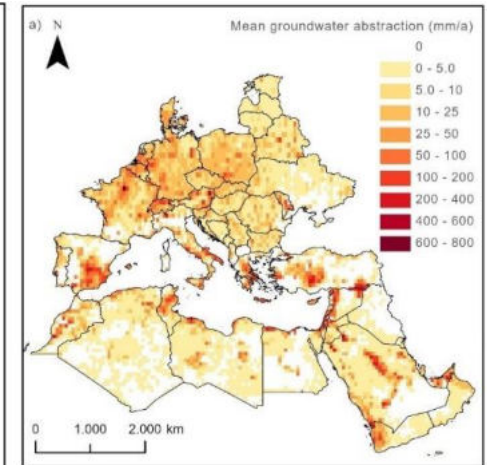 a) N Mean groundwater abstraction (mm/a)
0
0 - 5.0
5.0 - 10
10 - 25
25 - 50
50 - 100
100 - 200
200 - 400
400 - 600
600 - 800
0 1.000 2.000 km